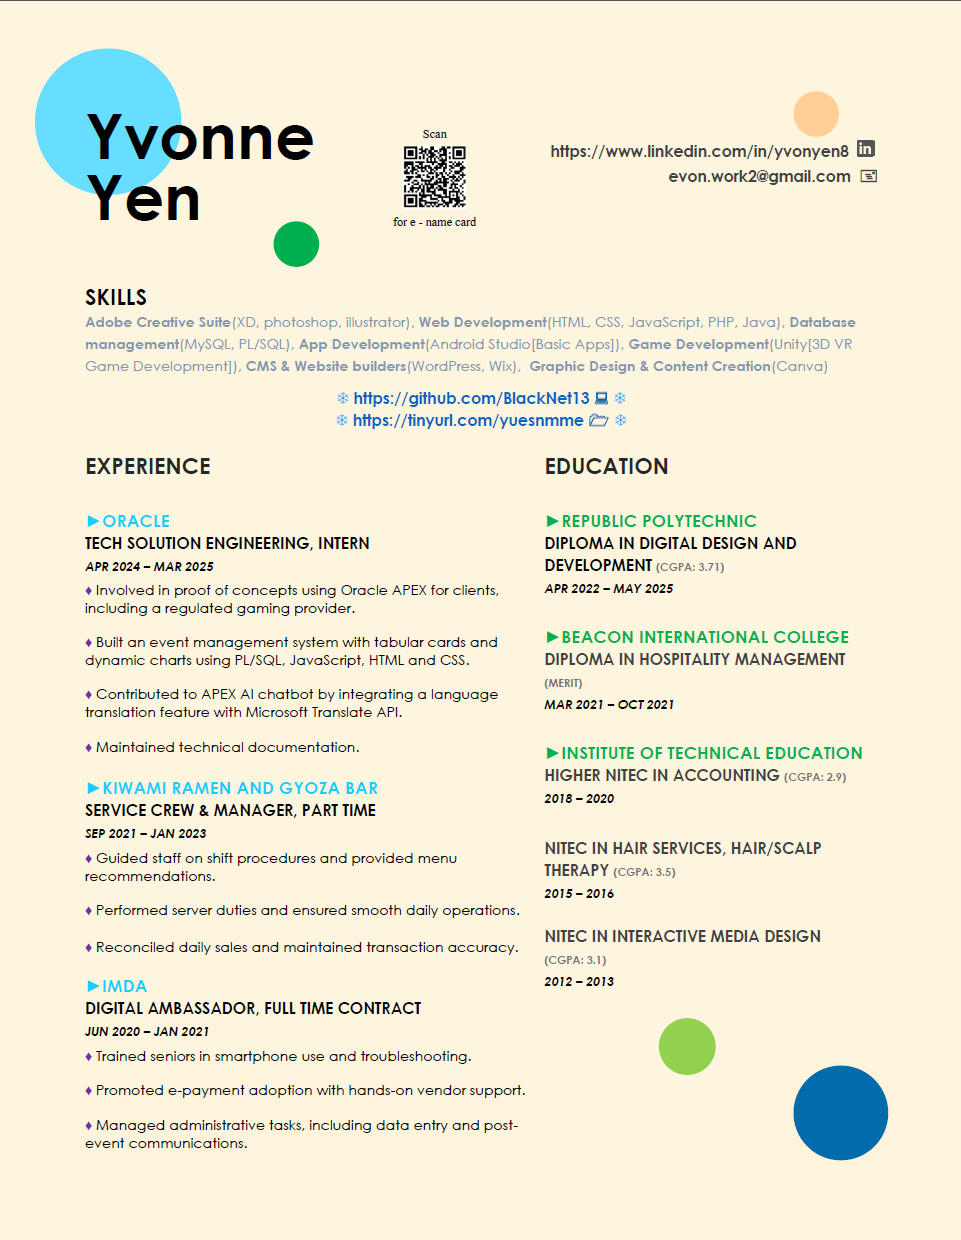 Yvonne
Yen
Scan
for e - name card
https://www.linkedin.com/in/yvonyen8
evon.work2@gmail.com
SKILLS
Adobe Creative Suite(XD, photoshop, illustrator), Web Development(HTML, CSS, JavaScript, PHP, Java), Database
management(MySQL, PL/SQL), App Development(Android Studio[Basic Apps]), Game Development(Unity[3D VR
Game Development]), CMS & Website builders(WordPress, Wix),  Graphic Design & Content Creation(Canva)
❄ https://github.com/BlackNet13 💻 ❄
❄ https://tinyurl.com/yuesnmme 🗁 ❄
EXPERIENCE
►ORACLE
TECH SOLUTION ENGINEERING, INTERN
APR 2024 – MAR 2025
♦ Involved in proof of concepts using Oracle APEX for clients,
including a regulated gaming provider.
♦ Built an event management system with tabular cards and
dynamic charts using PL/SQL, JavaScript, HTML and CSS.
♦ Contributed to APEX AI chatbot by integrating a language
translation feature with Microsoft Translate API.
♦ Maintained technical documentation.
►KIWAMI RAMEN AND GYOZA BAR
SERVICE CREW & MANAGER, PART TIME
SEP 2021 – JAN 2023
♦ Guided staff on shift procedures and provided menu
recommendations.
♦ Performed server duties and ensured smooth daily operations.
♦ Reconciled daily sales and maintained transaction accuracy.
►IMDA
DIGITAL AMBASSADOR, FULL TIME CONTRACT
JUN 2020 – JAN 2021
♦ Trained seniors in smartphone use and troubleshooting.
♦ Promoted e-payment adoption with hands-on vendor support.
♦ Managed administrative tasks, including data entry and post-
event communications.
EDUCATION
►REPUBLIC POLYTECHNIC
DIPLOMA IN DIGITAL DESIGN AND
DEVELOPMENT (CGPA: 3.71)
APR 2022 – MAY 2025
►BEACON INTERNATIONAL COLLEGE
DIPLOMA IN HOSPITALITY MANAGEMENT
(MERIT)
MAR 2021 – OCT 2021
►INSTITUTE OF TECHNICAL EDUCATION
HIGHER NITEC IN ACCOUNTING (CGPA: 2.9)
2018 – 2020
NITEC IN HAIR SERVICES, HAIR/SCALP
THERAPY (CGPA: 3.5)
2015 – 2016
NITEC IN INTERACTIVE MEDIA DESIGN
(CGPA: 3.1)
2012 – 2013